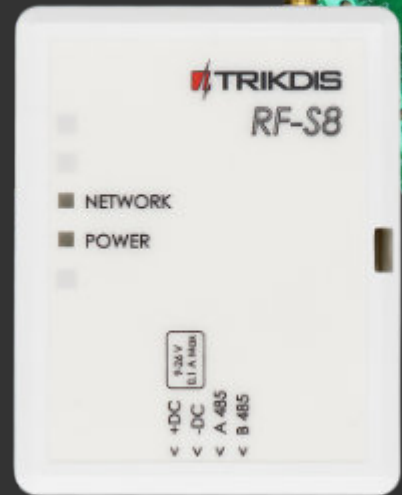 TRIKDIS
RF-S8
NETWORK
POWER
9-26 V
0,1 A Max
< +DC
< -DC
< A 485
< B 485